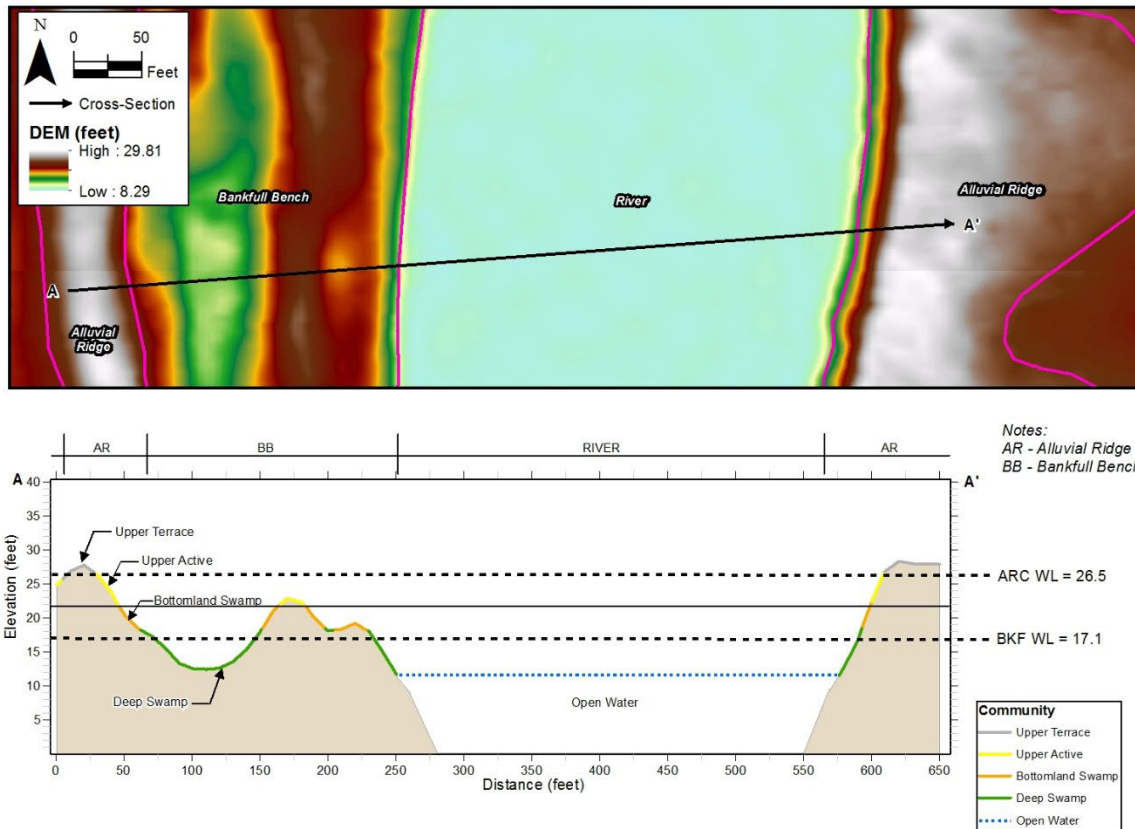 N
0 50
Feet
Cross-Section
DEM (feet)
High : 29.81
Low : 8.29
Bankfull Bench
River
Alluvial Ridge
A'
A
Alluvial
Ridge
AR BB RIVER AR
Notes:
AR - Alluvial Ridge
BB - Bankfull Bench
A A'
40
35
30
25
20
15
10
5
Elevation (feet)
Upper Terrace
Upper Active
Bottomland Swamp
Deep Swamp
Open Water
ARC WL = 26.5
BKF WL = 17.1
0 50 100 150 200 250 300 350 400 450 500 550 600 650
Distance (feet)
Community
Upper Terrace
Upper Active
Bottomland Swamp
Deep Swamp
Open Water